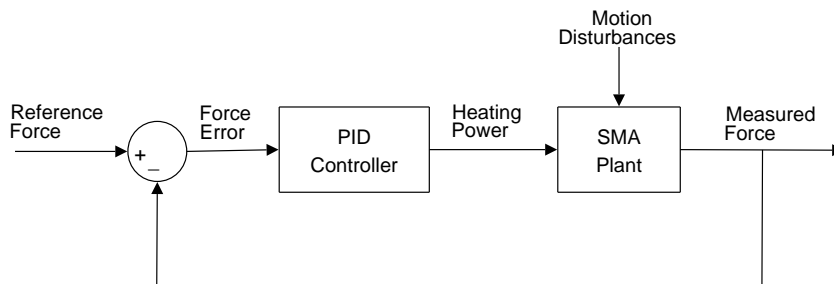 Motion
Disturbances
Reference
Force
Force
Error
Heating
Power
Measured
Force
PID
Controller
SMA
Plant
+
_